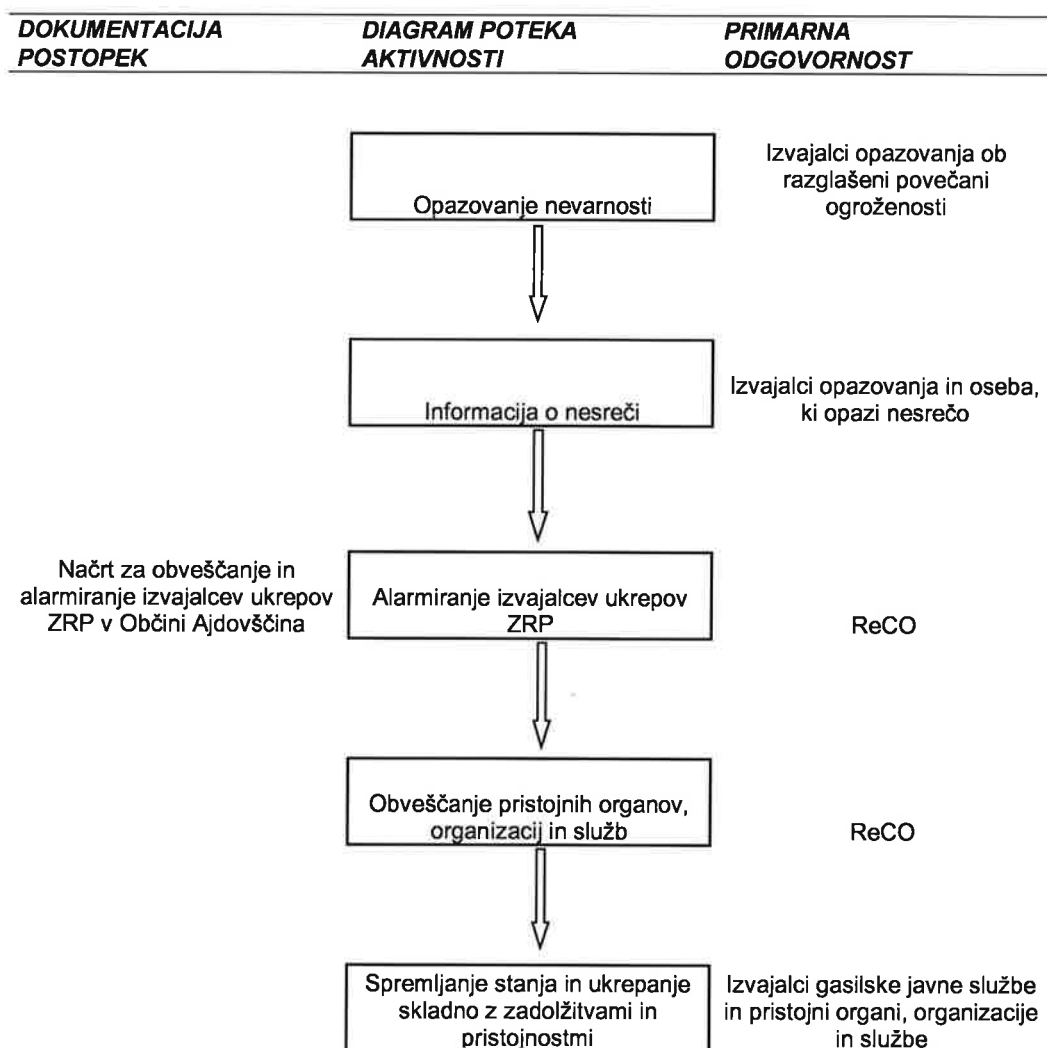 DOKUMENTACIJA
POSTOPEK
DIAGRAM POTEKA
AKTIVNOSTI
PRIMARNA
ODGOVORNOST
Opazovanje nevarnosti
Izvajalci opazovanja ob
razglašeni povečani
ogroženosti
Informacija o nesreči
Izvajalci opazovanja in oseba,
ki opazi nesrečo
Načrt za obveščanje in
alarmiranje izvajalcev ukrepov
ZRP v Občini Ajdovščina
Alarmiranje izvajalcev ukrepov
ZRP
ReCO
Obveščanje pristojnih organov,
organizacij in služb
ReCO
Spremljanje stanja in ukrepanje
skladno z zadolžitvami in
pristojnostmi
Izvajalci gasilske javne službe
in pristojni organi, organizacije
in službe